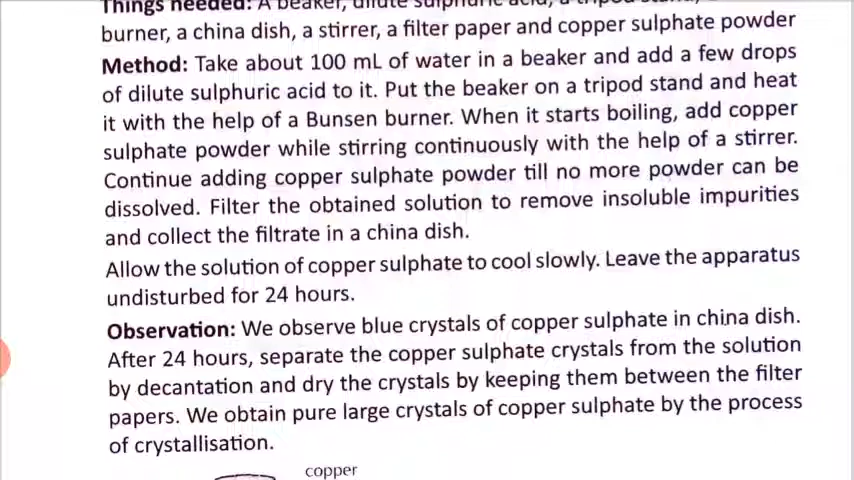 Things needed: A beaker, dilute sulphuric acid, a tripod stand, a
burner, a china dish, a stirrer, a filter paper and copper sulphate powder
Method: Take about 100 mL of water in a beaker and add a few drops
of dilute sulphuric acid to it. Put the beaker on a tripod stand and heat
it with the help of a Bunsen burner. When it starts boiling, add copper
sulphate powder while stirring continuously with the help of a stirrer.
Continue adding copper sulphate powder till no more powder can be
dissolved. Filter the obtained solution to remove insoluble impurities
and collect the filtrate in a china dish.
Allow the solution of copper sulphate to cool slowly. Leave the apparatus
undisturbed for 24 hours.
Observation: We observe blue crystals of copper sulphate in china dish.
After 24 hours, separate the copper sulphate crystals from the solution
by decantation and dry the crystals by keeping them between the filter
papers. We obtain pure large crystals of copper sulphate by the process
of crystallisation.
copper